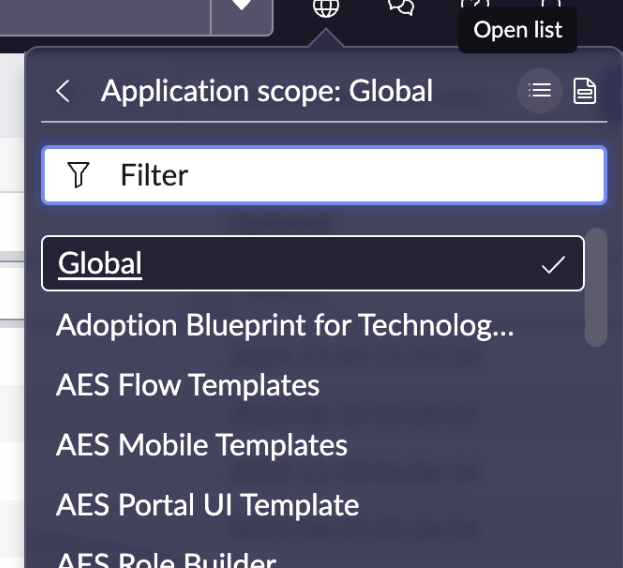 Open list
Application scope: Global
Filter
Global
Adoption Blueprint for Technolog...
AES Flow Templates
AES Mobile Templates
AES Portal UI Template
AES Role Builder